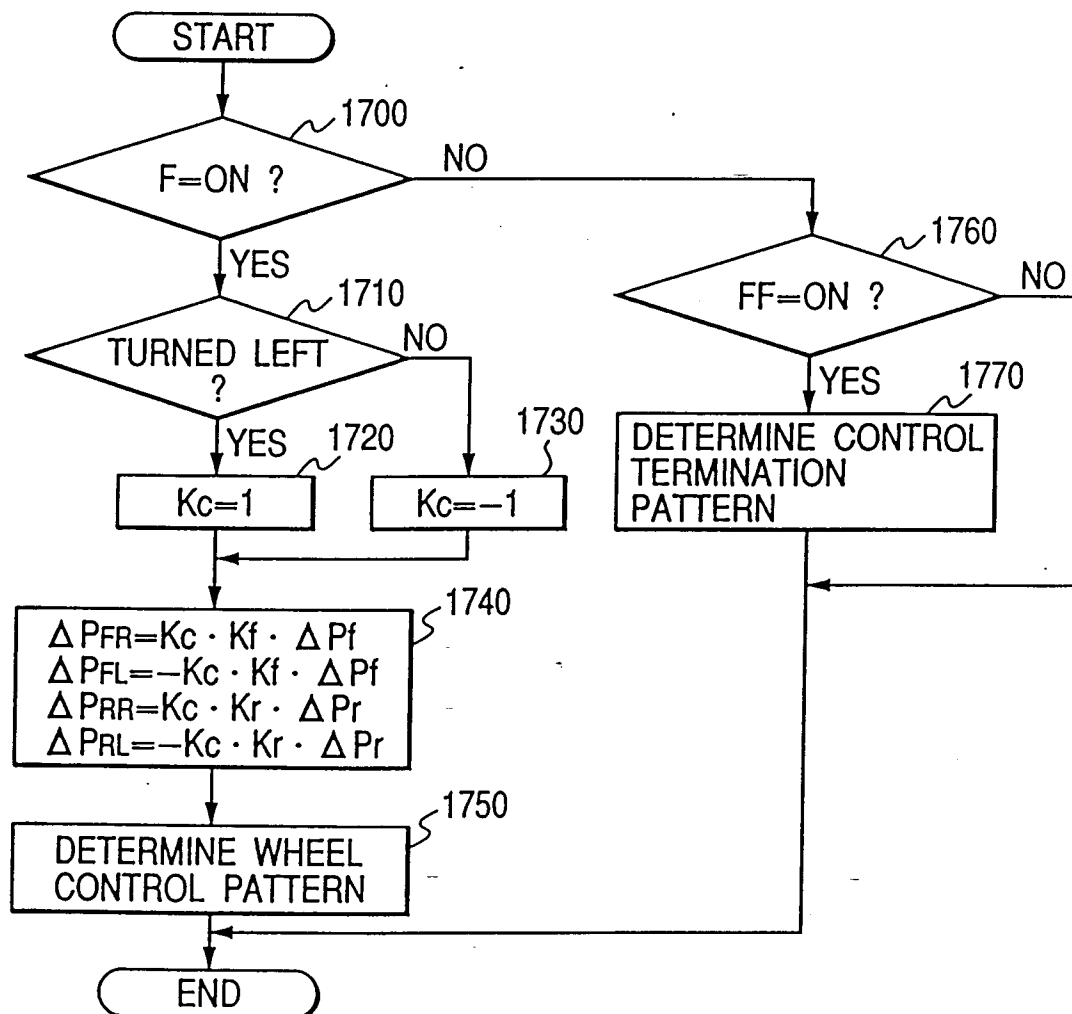 START
1700
F=ON ?
NO
YES
1760
FF=ON ?
NO
YES
1710
TURNED LEFT
?
NO
YES
1720
Kc=1
1730
Kc=−1
1770
DETERMINE CONTROL
TERMINATION
PATTERN
1740
ΔPFR=Kc · Kf · ΔPf
ΔPFL=−Kc · Kf · ΔPf
ΔPRR=Kc · Kr · ΔPr
ΔPRL=−Kc · Kr · ΔPr
1750
DETERMINE WHEEL
CONTROL PATTERN
END